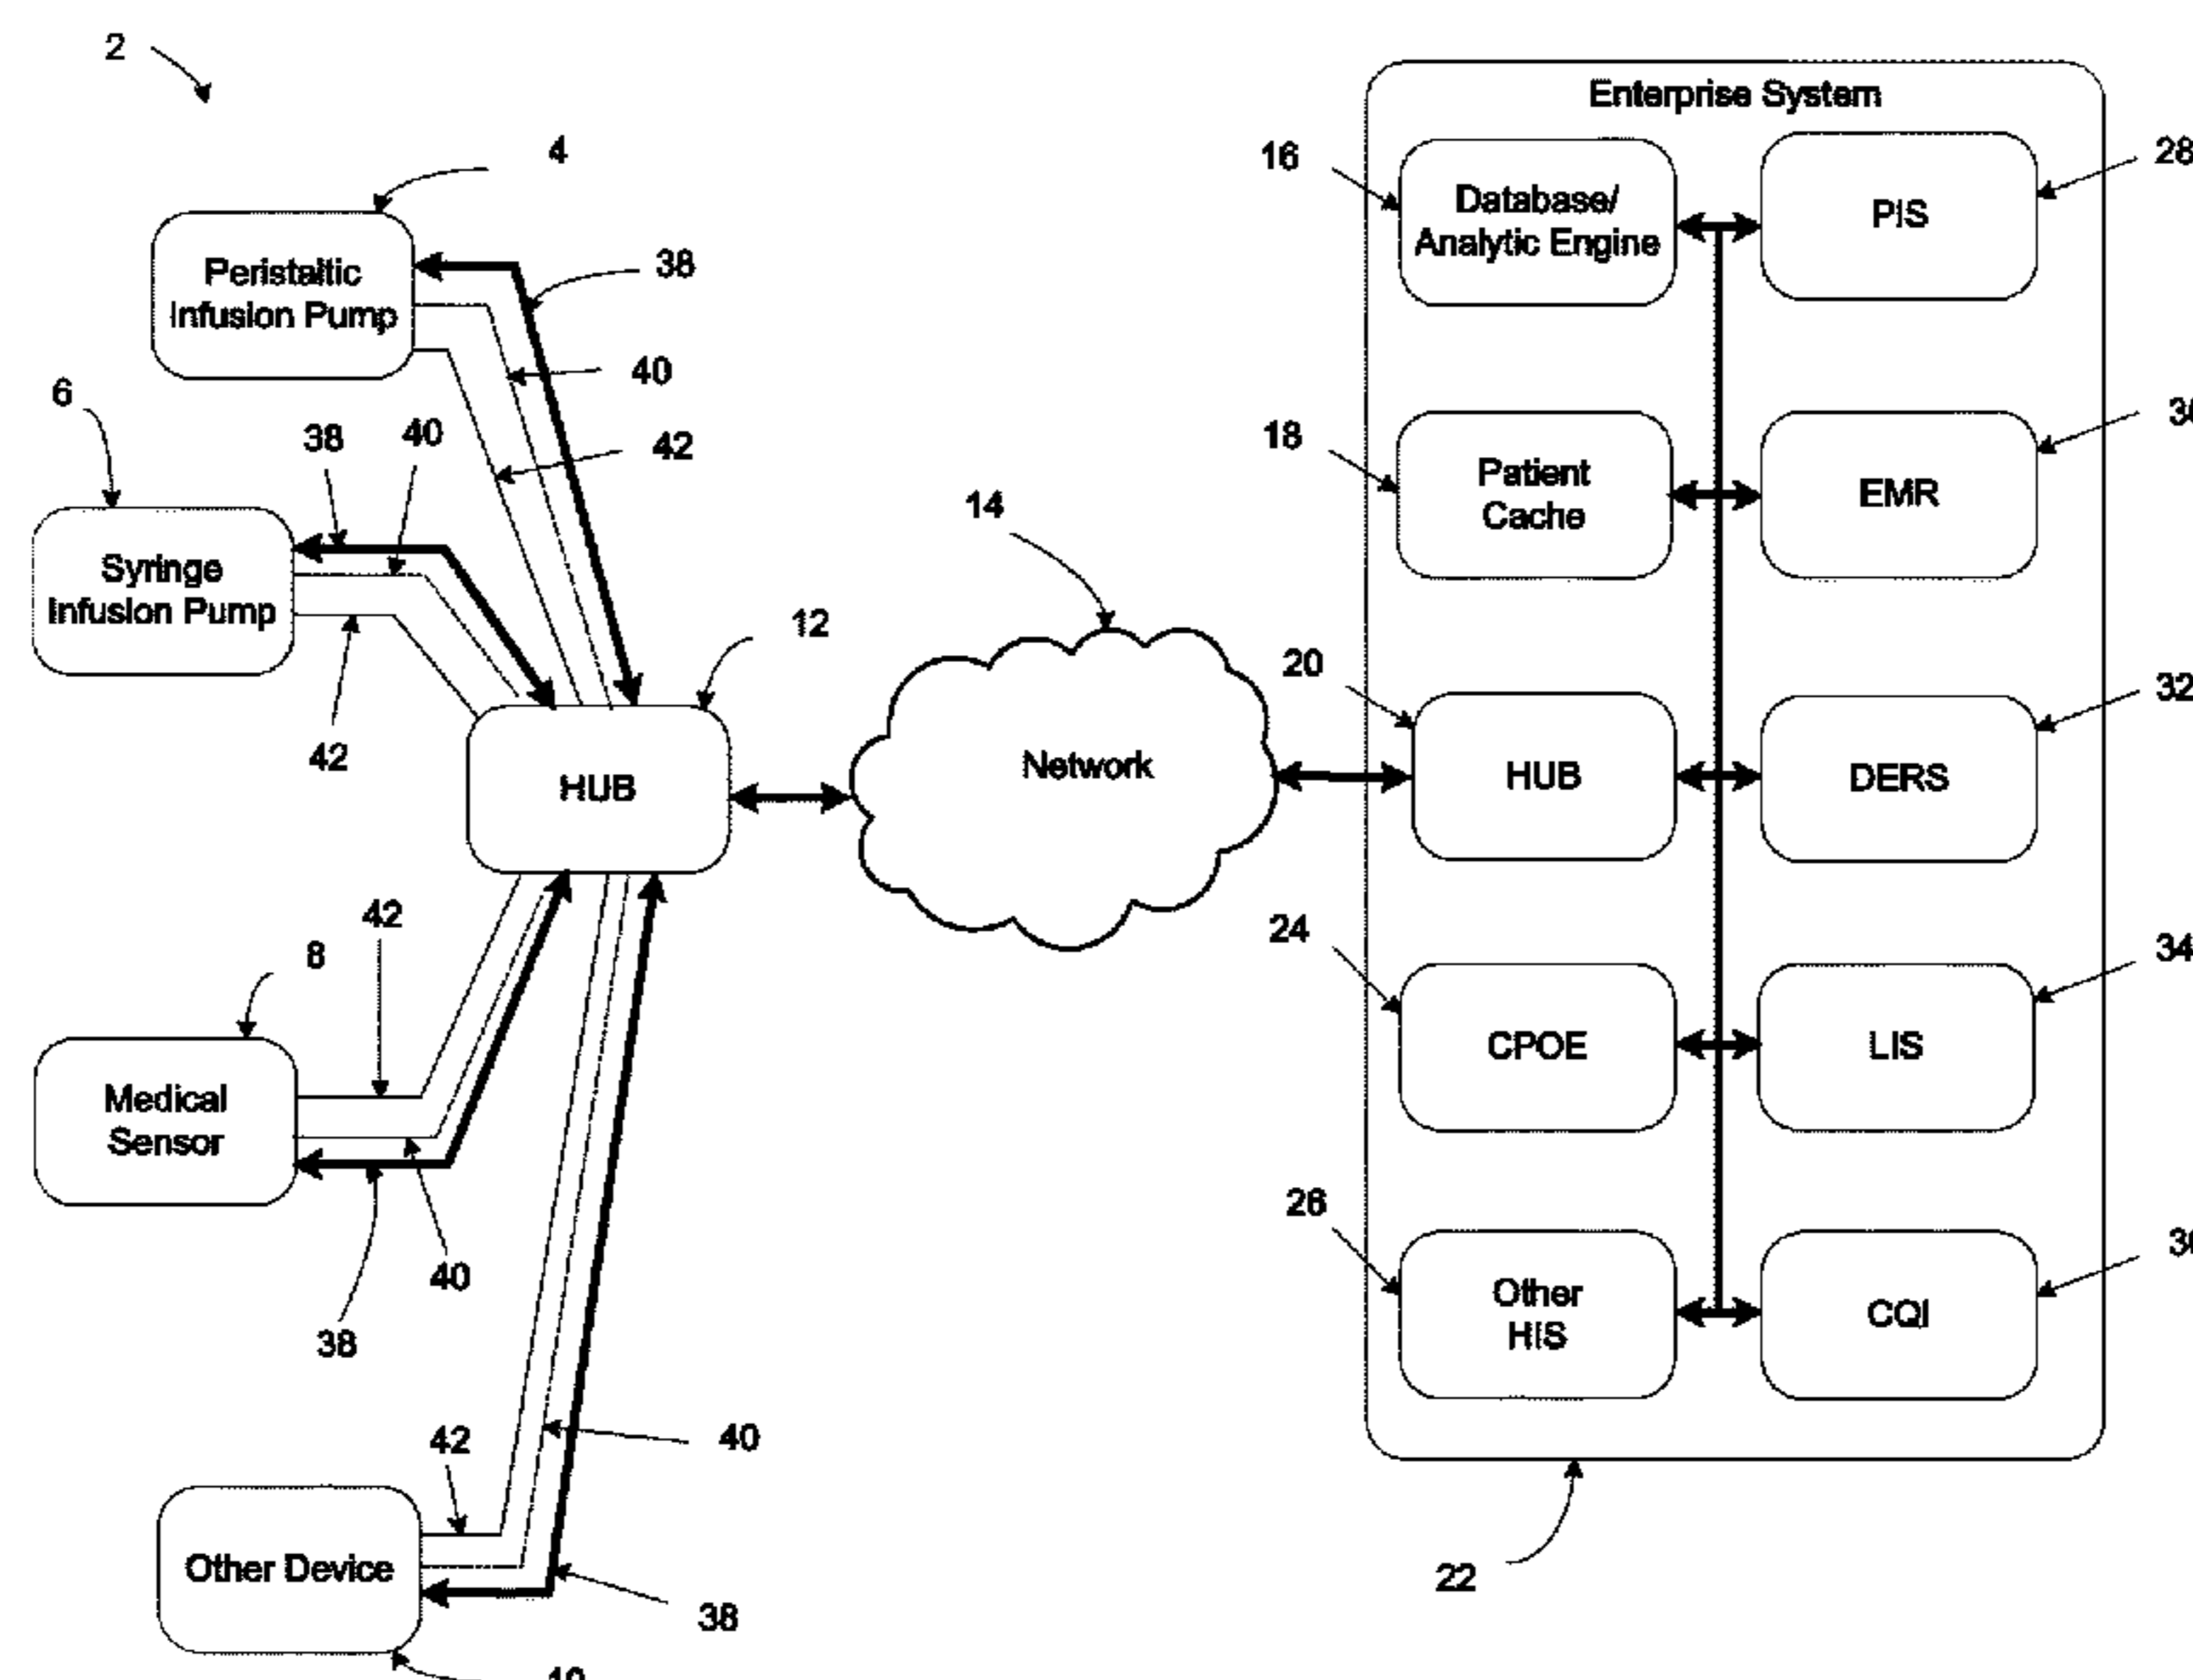 2
4
Peristaltic
Infusion Pump
38
40
42
6
38
40
Syringe
Infusion Pump
42
12
HUB
14
Network
42
8
Medical
Sensor
40
38
42
40
Other Device
38
10
Enterprise System
16
Database/
Analytic Engine
PIS
28
18
Patient
Cache
EMR
20
HUB
DERS
32
24
CPOE
LIS
34
26
Other
HIS
CQI
22